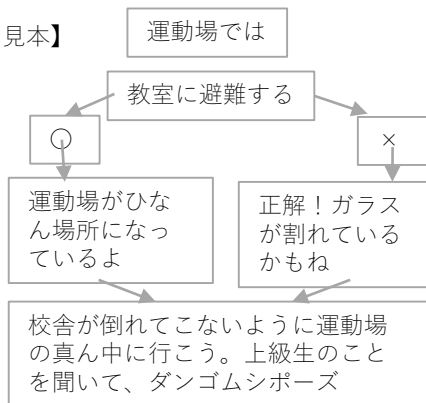 見本】
運動場では
教室に避難する
○
×
運動場がひな
ん場所になっ
ているよ
正解！ガラス
が割れている
かもね
校舎が倒れてこないように運動場
の真ん中に行こう。上級生のこと
を聞いて、ダンゴムシポーズ